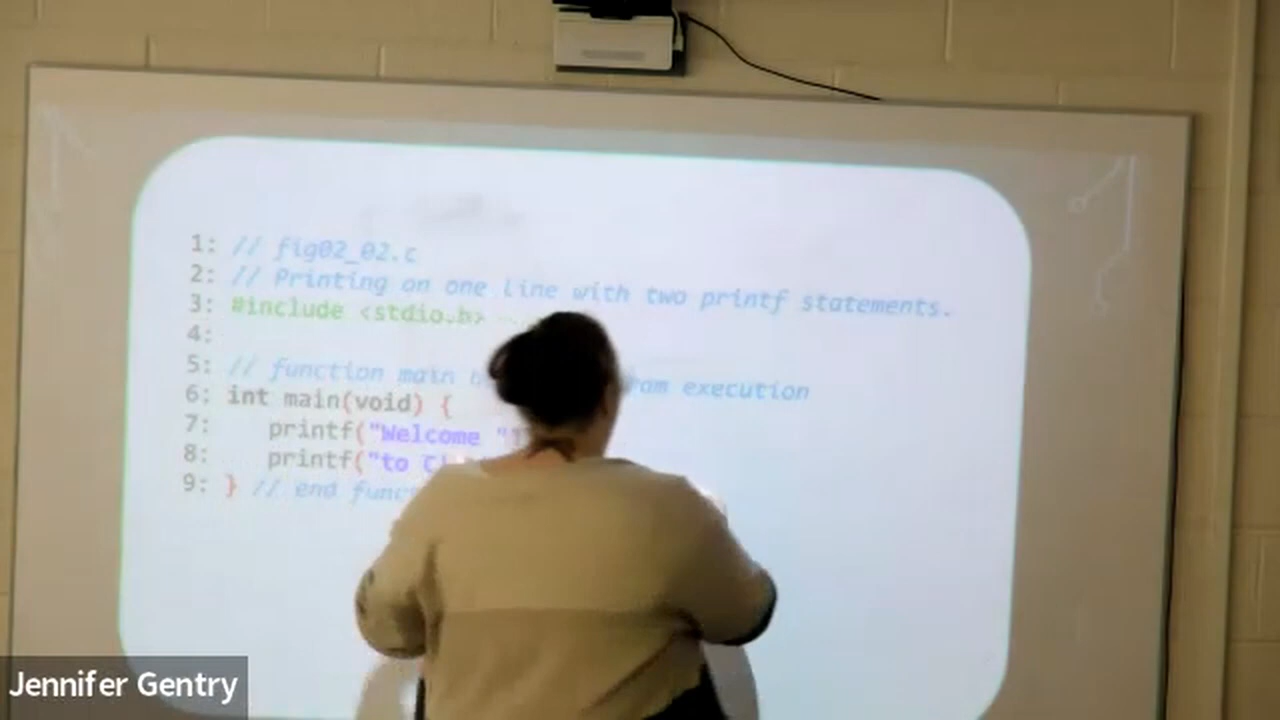 1: // fig02_02.c
2: // Printing on one line with two printf statements.
3: #include <stdio.h>
4:
5: // function main execution
6: int main(void) {
7: printf("Welcome "
8: printf("to
9: } // end
Jennifer Gentry